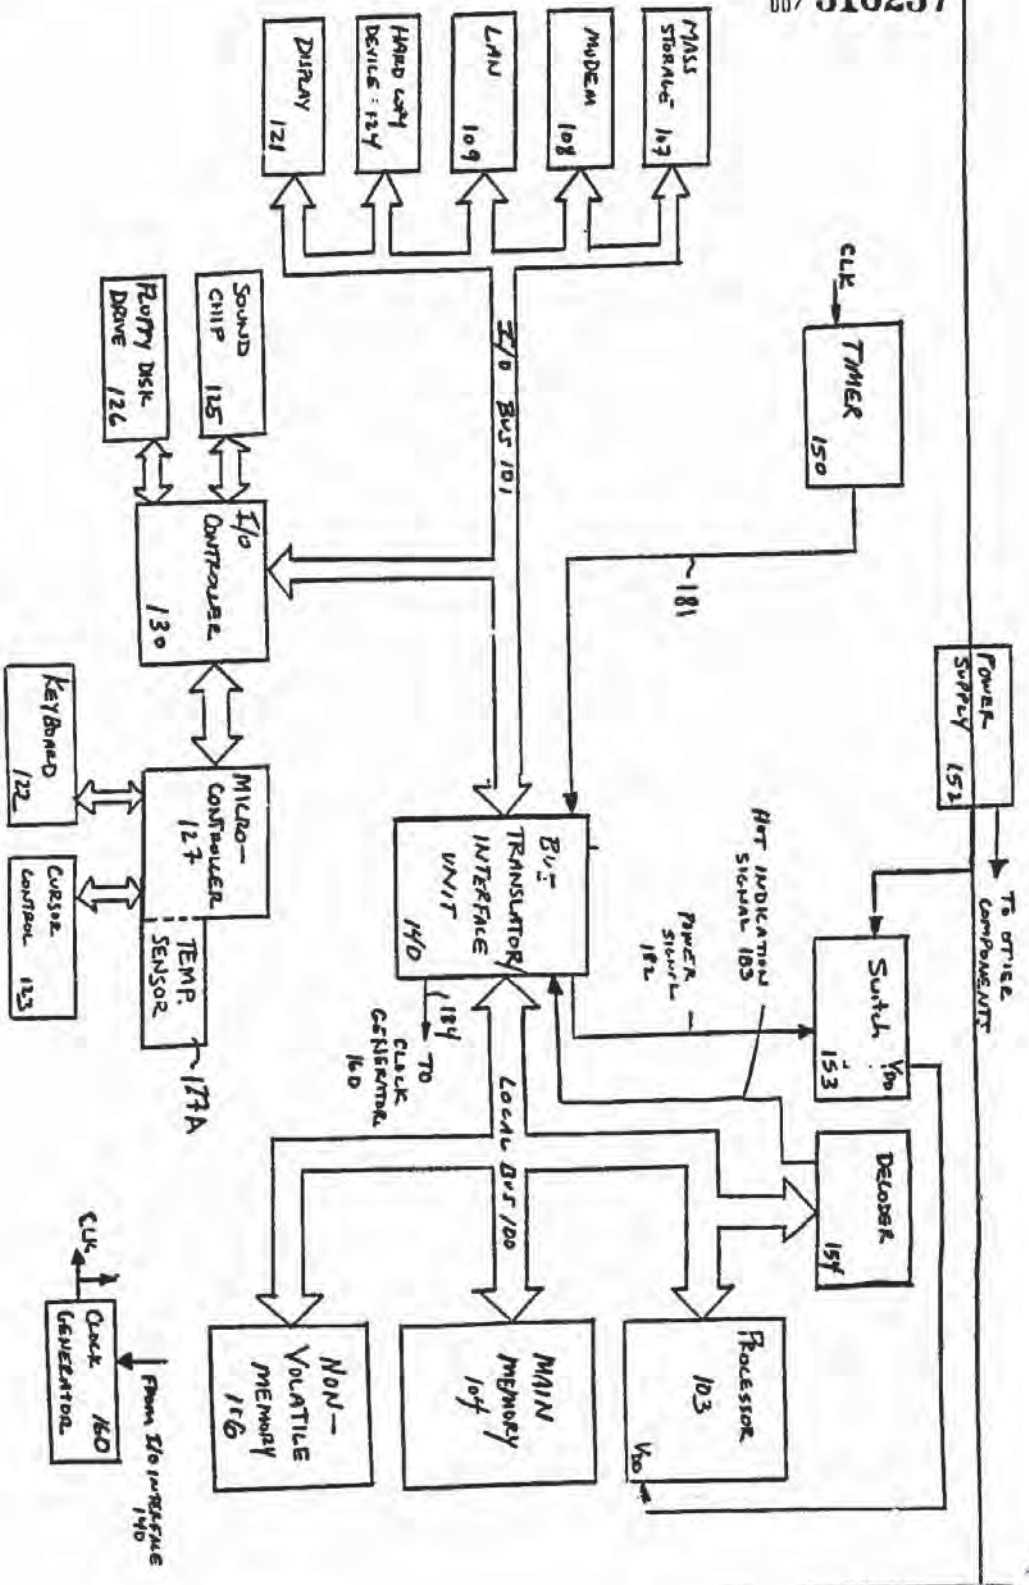 MASS
STORAGE 107
MODEM
108
LAN
109
HARD COPY
DEVICE: 124
DISPLAY
121
CLK
TIMER
150
181
I/O BUS 101
SOUND
CHIP 125
FLOPPY DISK
DRIVE 126
I/O
CONTROLLER
130
POWER
SUPPLY 152
TO OTHER
COMPONENTS
Switch
VDD
153
HOT INDICATION
SIGNAL 183
POWER
SIGNAL
182
BUS
TRANSLATOR/
INTERFACE
UNIT
140
184
TO
CLOCK
GENERATOR
160
MICRO-
CONTROLLER
127
TEMP.
SENSOR
127A
KEYBOARD
122
CURSOR
CONTROL 123
DECODER
154
LOCAL BUS 100
PROCESSOR
103
VDD
MAIN
MEMORY
104
NON-
VOLATILE
MEMORY
156
CLK
CLOCK 160
GENERATOR
FROM I/O INTERFACE
140